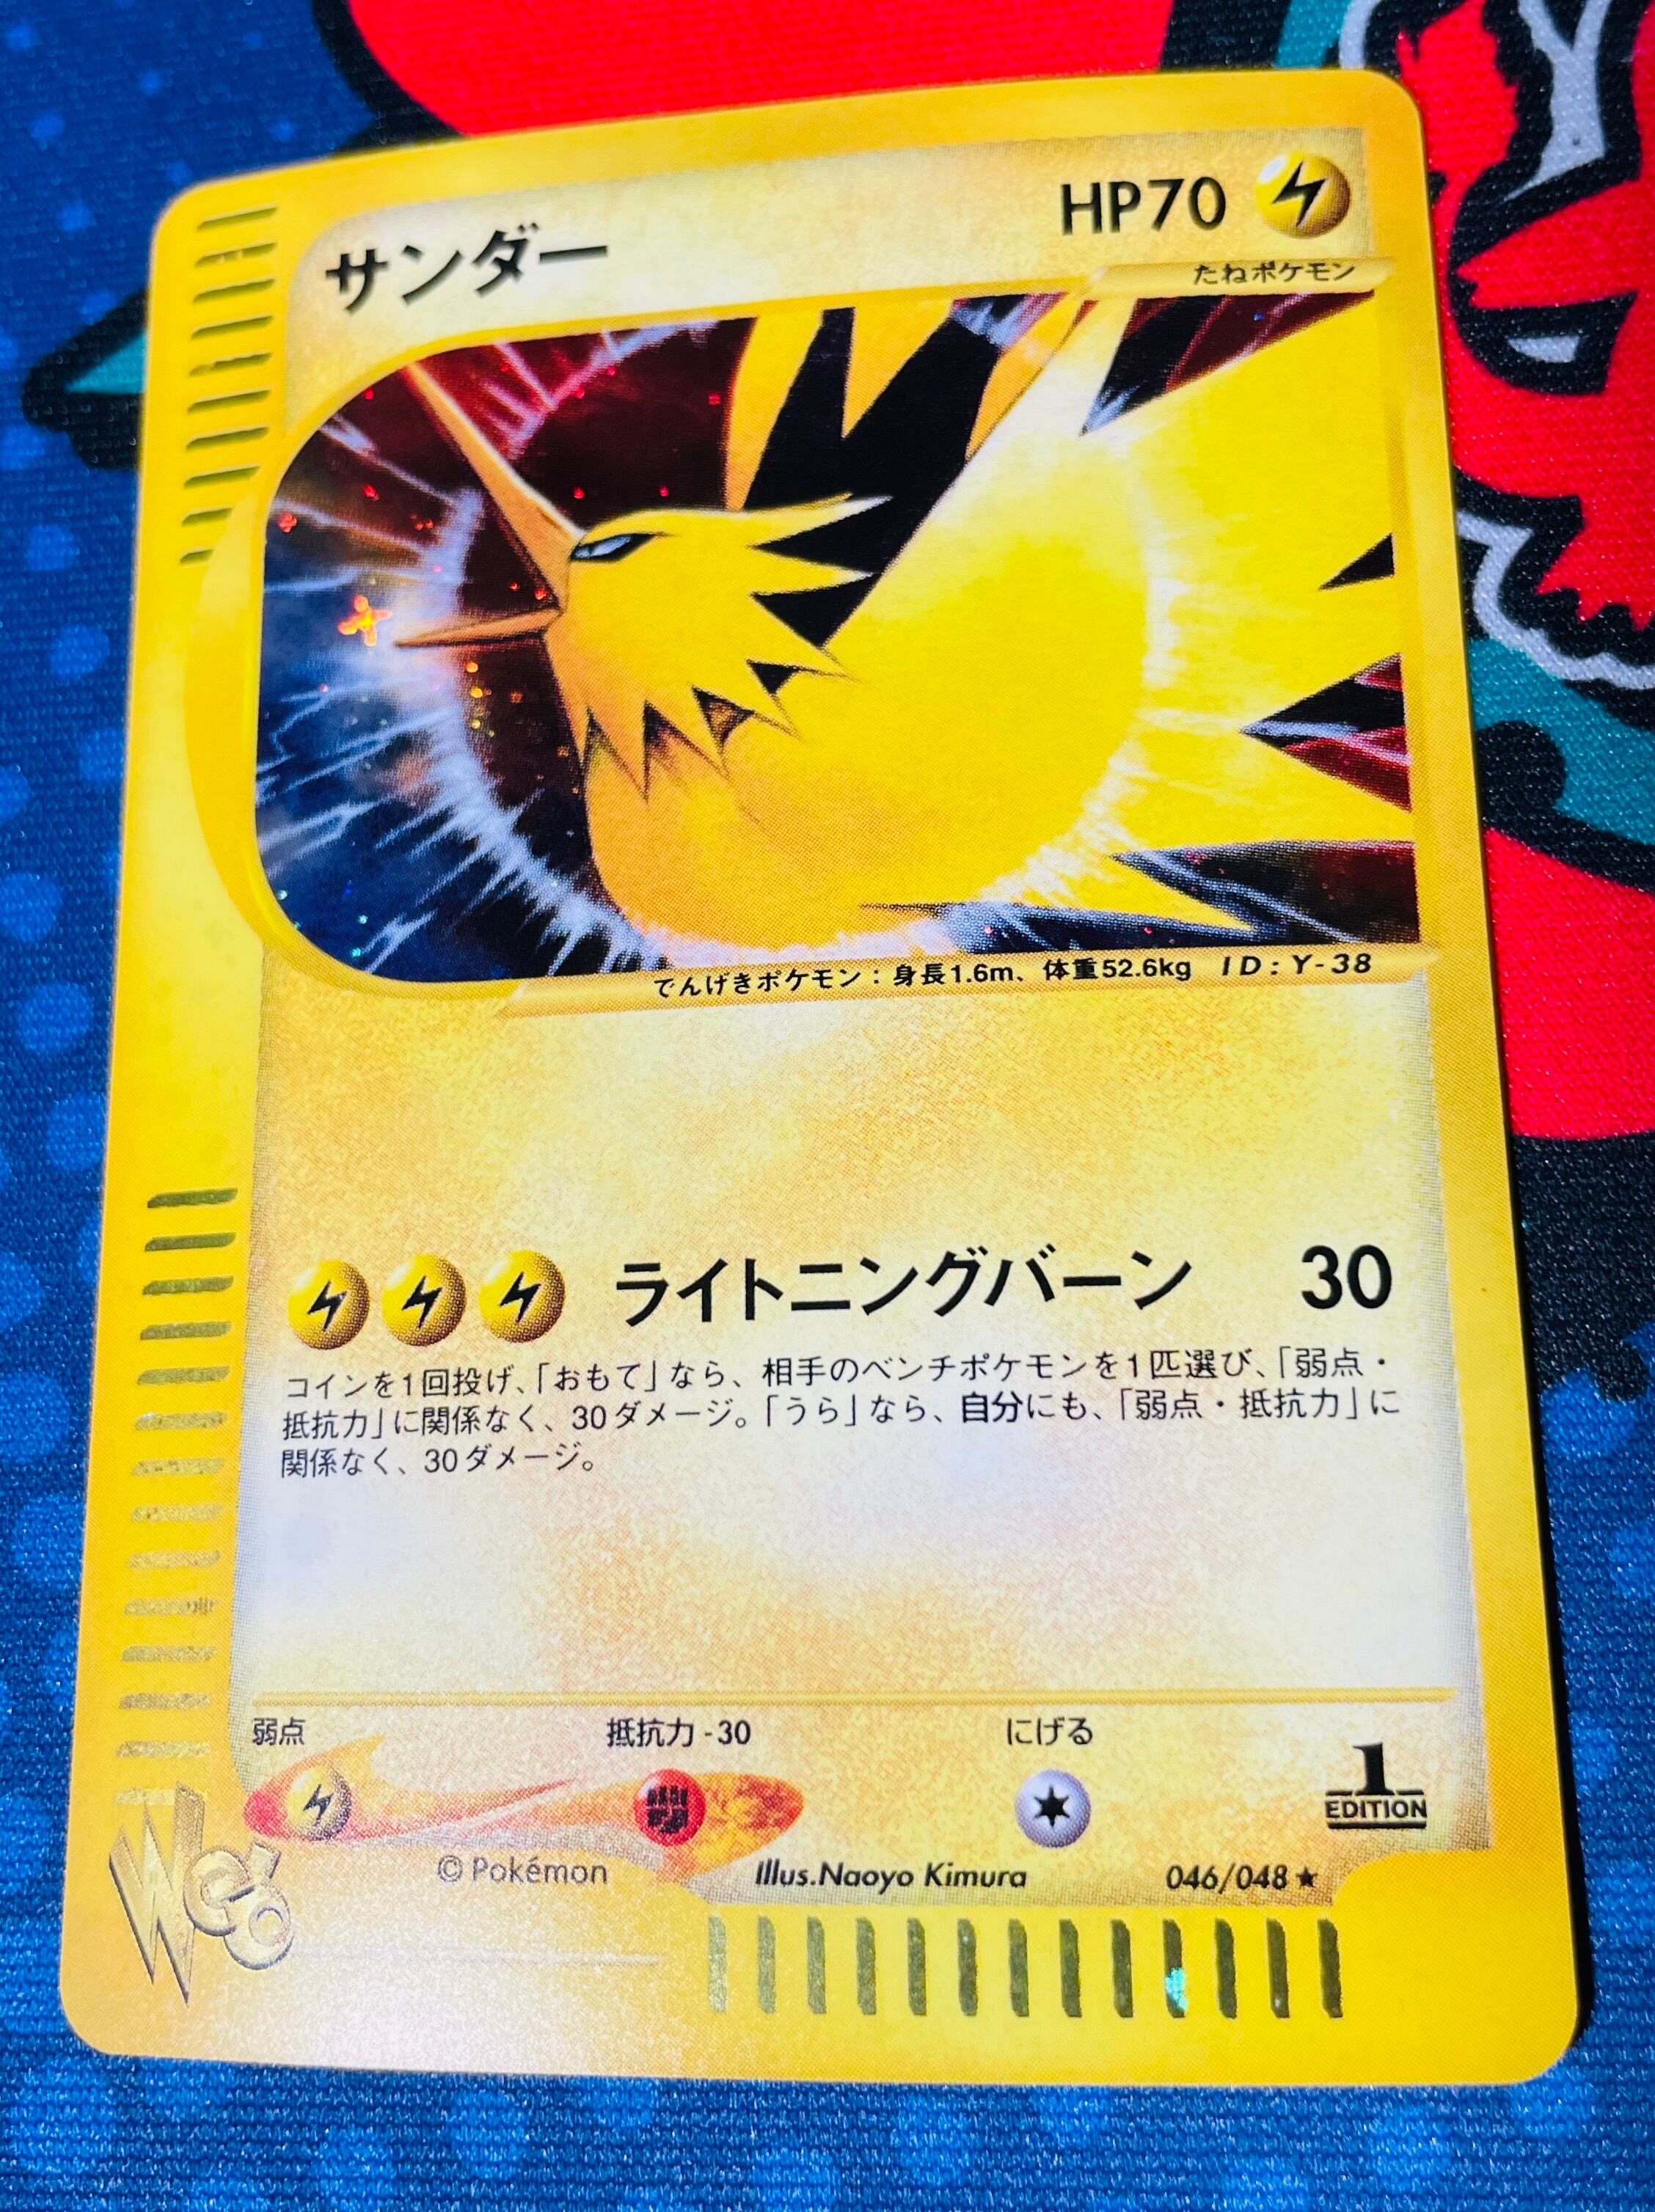 サンダー
HP70
たねポケモン
でんげきポケモン：身長1.6m、体重52.6kg ID:Y-38
ライトニングバーン 30
コインを1回投げ、「おもて」なら、相手のベンチポケモンを1匹選び、「弱点・
抵抗力」に関係なく、30ダメージ。「うら」なら、自分にも、「弱点・抵抗力」に
関係なく、30ダメージ。
弱点 抵抗力-30 にげる
1
EDITION
Web
© Pokémon Illus.Naoyo Kimura 046/048★